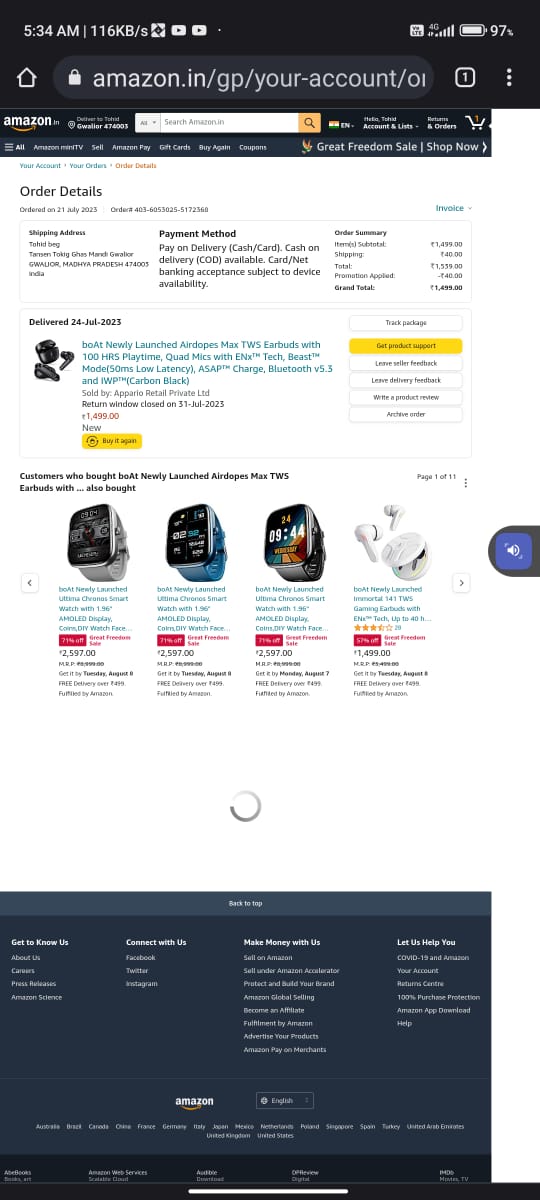 5:34 AM | 116KB/s
4G
97%
amazon.in/gp/your-account/or
1
amazon.in
Deliver to Tohid
Gwalior 474003
All
Search Amazon.in
EN
Hello, Tohid
Account & Lists
Returns
& Orders
1
All
Amazon miniTV
Sell
Amazon Pay
Gift Cards
Buy Again
Coupons
Great Freedom Sale | Shop Now
Your Account › Your Orders › Order Details
Order Details
Ordered on 21 July 2023 | Order# 403-6053025-5172360
Invoice
Shipping Address
Tohid beg
Tansen Tokig Ghas Mandi Gwalior
GWALIOR, MADHYA PRADESH 474003
India
Payment Method
Pay on Delivery (Cash/Card). Cash on
delivery (COD) available. Card/Net
banking acceptance subject to device
availability.
Order Summary
Item(s) Subtotal: ₹1,499.00
Shipping: ₹40.00
Total: ₹1,539.00
Promotion Applied: -₹40.00
Grand Total: ₹1,499.00
Delivered 24-Jul-2023
boAt Newly Launched Airdopes Max TWS Earbuds with
100 HRS Playtime, Quad Mics with ENx™ Tech, Beast™
Mode(50ms Low Latency), ASAP™ Charge, Bluetooth v5.3
and IWP™(Carbon Black)
Sold by: Appario Retail Private Ltd
Return window closed on 31-Jul-2023
₹1,499.00
New
Buy it again
Track package
Get product support
Leave seller feedback
Leave delivery feedback
Write a product review
Archive order
Customers who bought boAt Newly Launched Airdopes Max TWS
Earbuds with ... also bought
Page 1 of 11
boAt Newly Launched
Ultima Chronos Smart
Watch with 1.96"
AMOLED Display,
Coins,DIY Watch Face...
71% off Great Freedom
Sale
₹2,597.00
M.R.P: ₹8,999.00
Get it by Tuesday, August 8
FREE Delivery over ₹499.
Fulfilled by Amazon.
boAt Newly Launched
Ultima Chronos Smart
Watch with 1.96"
AMOLED Display,
Coins,DIY Watch Face...
71% off Great Freedom
Sale
₹2,597.00
M.R.P: ₹8,999.00
Get it by Tuesday, August 8
FREE Delivery over ₹499.
Fulfilled by Amazon.
24
09:44
WEDNESDAY
boAt Newly Launched
Ultima Chronos Smart
Watch with 1.96"
AMOLED Display,
Coins,DIY Watch Face...
71% off Great Freedom
Sale
₹2,597.00
M.R.P: ₹8,999.00
Get it by Monday, August 7
FREE Delivery over ₹499.
Fulfilled by Amazon.
boAt Newly Launched
Immortal 141 TWS
Gaming Earbuds with
ENx™ Tech, Up to 40 h...
57% off Great Freedom
Sale
₹1,499.00
M.R.P: ₹3,499.00
Get it by Tuesday, August 8
FREE Delivery over ₹499.
Fulfilled by Amazon.
Back to top
Get to Know Us
About Us
Careers
Press Releases
Amazon Science
Connect with Us
Facebook
Twitter
Instagram
Make Money with Us
Sell on Amazon
Sell under Amazon Accelerator
Protect and Build Your Brand
Amazon Global Selling
Become an Affiliate
Fulfilment by Amazon
Advertise Your Products
Amazon Pay on Merchants
Let Us Help You
COVID-19 and Amazon
Your Account
Returns Centre
100% Purchase Protection
Amazon App Download
Help
amazon
English
Australia Brazil Canada China France Germany Italy Japan Mexico Netherlands Poland Singapore Spain Turkey United Arab Emirates
United Kingdom United States
AbeBooks
Books, art
Amazon Web Services
Scalable Cloud
Audible
Download
DPReview
Digital
IMDb
Movies, TV